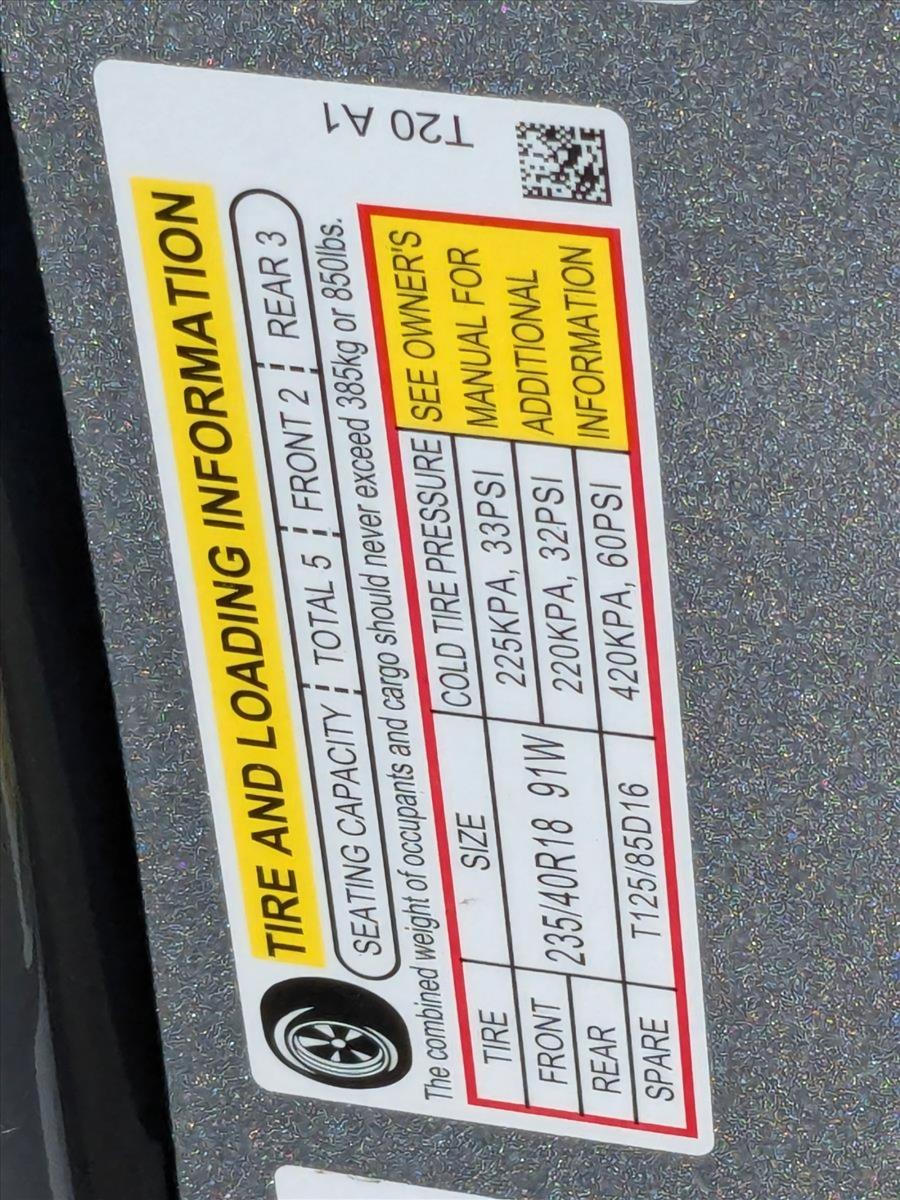 TIRE AND LOADING INFORMATION
SEATING CAPACITY TOTAL 5 FRONT 2 REAR 3
The combined weight of occupants and cargo should never exceed 385kg or 850lbs.
TIRE SIZE COLD TIRE PRESSURE
FRONT 235/40R18 91W 225KPA, 33PSI
REAR 220KPA, 32PSI
SPARE T125/85D16 420KPA, 60PSI
SEE OWNER'S
MANUAL FOR
ADDITIONAL
INFORMATION
T20 A1